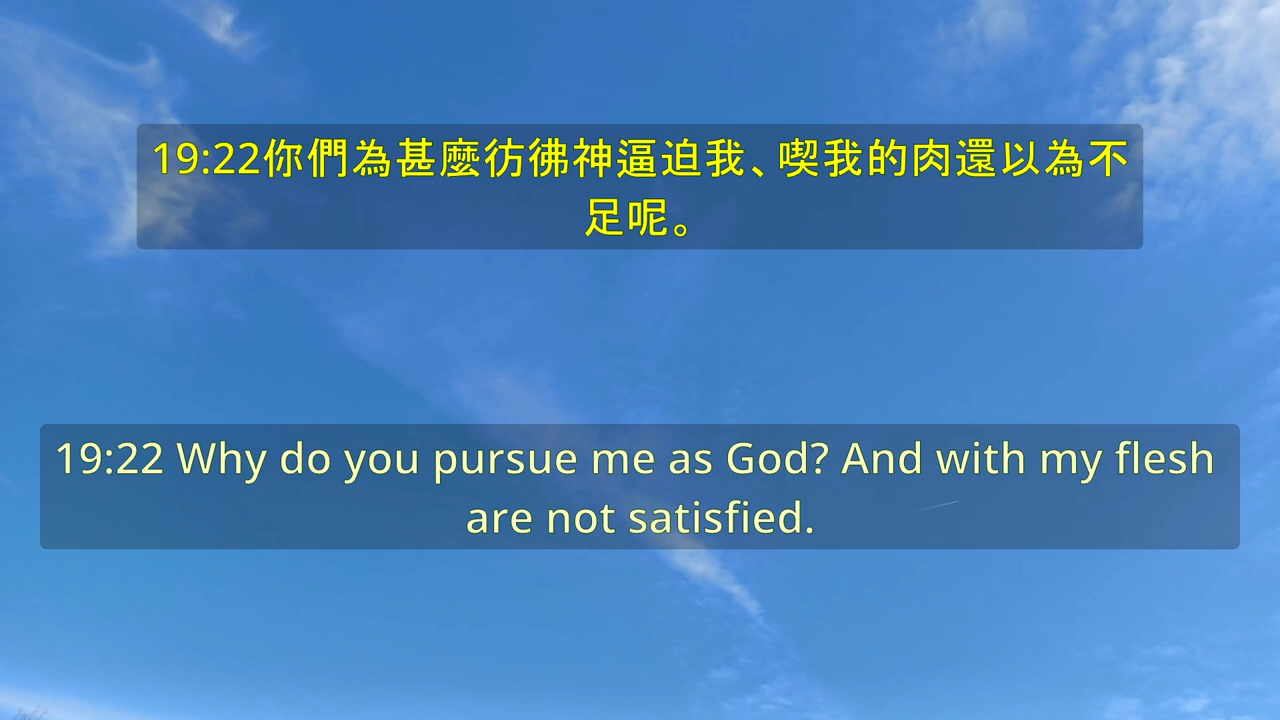 19:22你們為甚麼彷彿神逼迫我、喫我的肉還以為不
足呢。
19:22 Why do you pursue me as God? And with my flesh
are not satisfied.